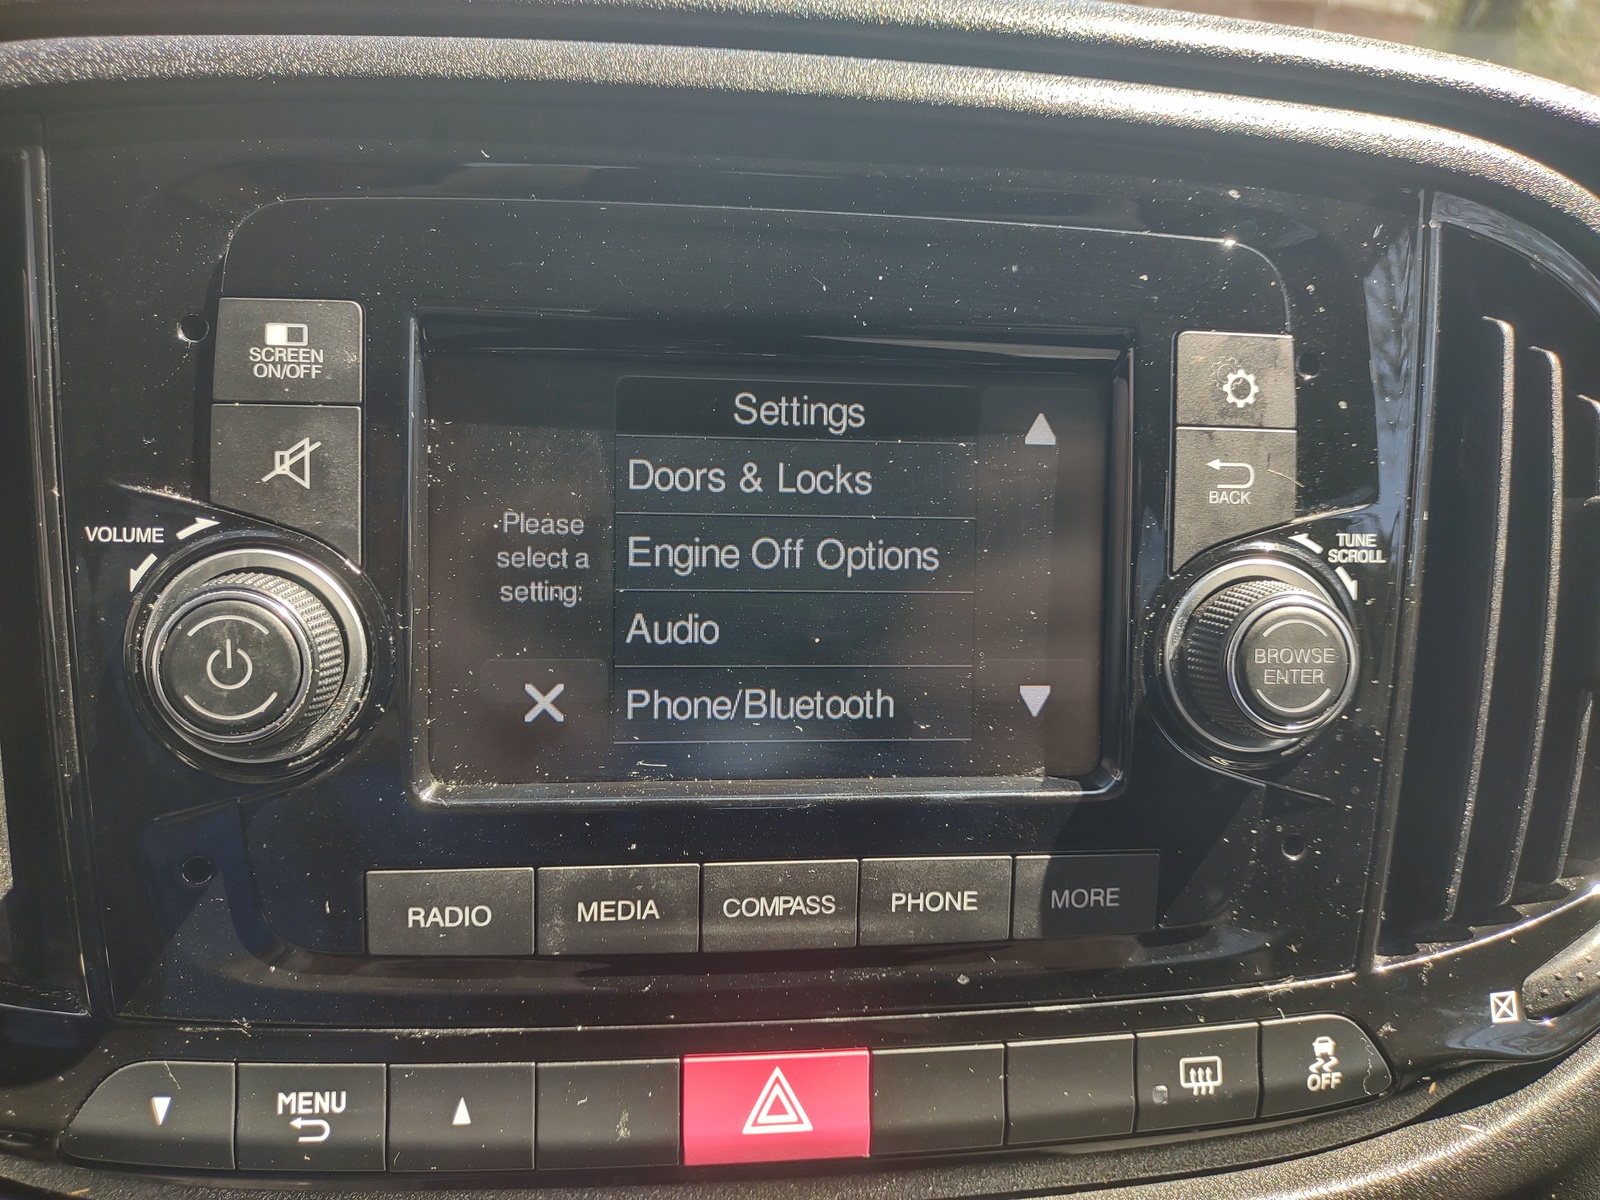 SCREEN
ON/OFF
VOLUME
Settings
Doors & Locks
Engine Off Options
Audio
Phone/Bluetooth
Please
select a
setting:
BACK
TUNE
SCROLL
BROWSE
ENTER
RADIO
MEDIA
COMPASS
PHONE
MORE
MENU
OFF